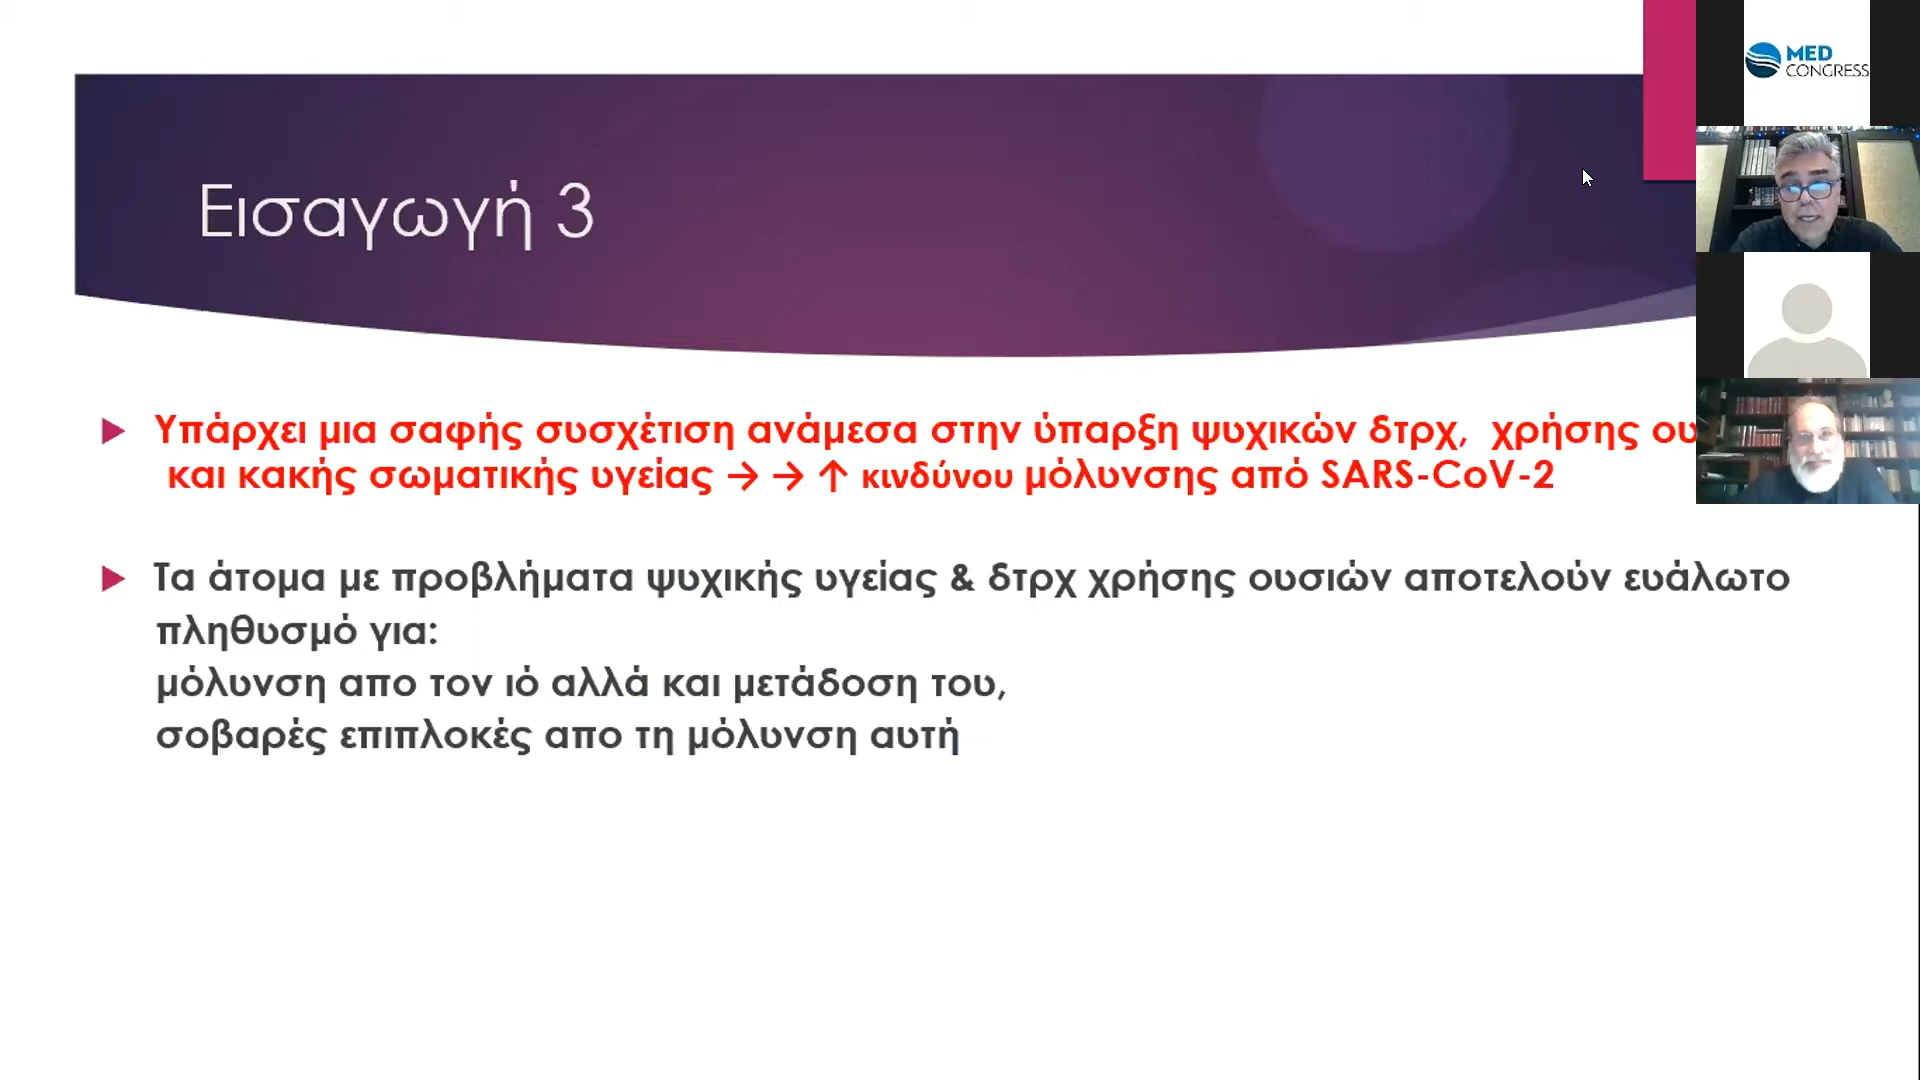 MED
CONGRESS
Εισαγωγή 3
Υπάρχει μια σαφής συσχέτιση ανάμεσα στην ύπαρξη ψυχικών δτρχ, χρήσης ου
και κακής σωματικής υγείας → → ↑ κινδύνου μόλυνσης από SARS-CoV-2
Τα άτομα με προβλήματα ψυχικής υγείας & δτρχ χρήσης ουσιών αποτελούν ευάλωτο
πληθυσμό για:
μόλυνση απο τον ιό αλλά και μετάδοση του,
σοβαρές επιπλοκές απο τη μόλυνση αυτή